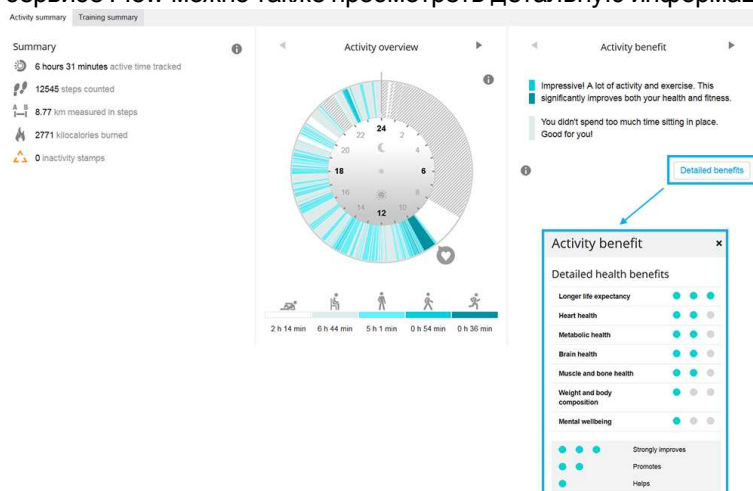 сервисе Flow можно также просмотреть детальную информац
Activity summary Training summary
Summary
6 hours 31 minutes active time tracked
12545 steps counted
A B
8.77 km measured in steps
2771 kilocalories burned
0 inactivity stamps
Activity overview
24
22 2
20 4
18 6
16 8
14 10
12
2 h 14 min 6 h 44 min 5 h 1 min 0 h 54 min 0 h 36 min
Activity benefit
Impressive! A lot of activity and exercise. This
significantly improves both your health and fitness.
You didn't spend too much time sitting in place.
Good for you!
Detailed benefits
Activity benefit ×
Detailed health benefits
Longer life expectancy
Heart health
Metabolic health
Brain health
Muscle and bone health
Weight and body
composition
Mental wellbeing
Strongly improves
Promotes
Helps